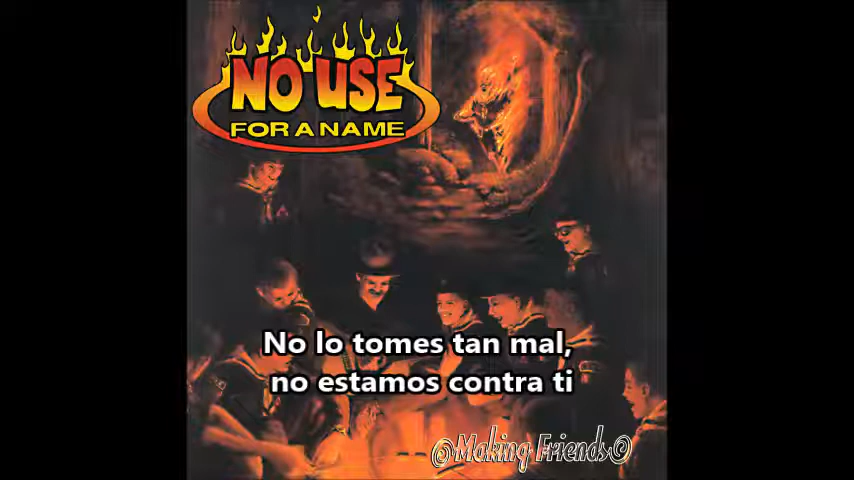 NO USE
FOR A NAME
No lo tomes tan mal,
no estamos contra ti
Making Friends